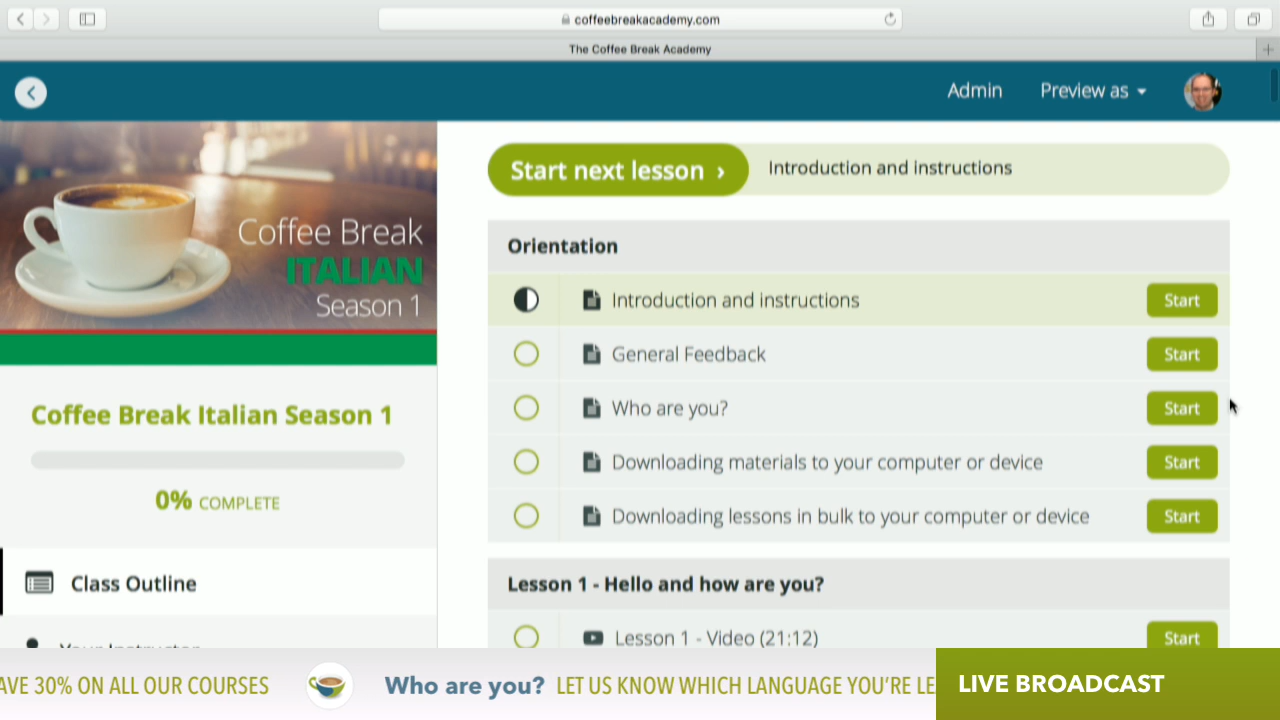 coffeebreakacademy.com
The Coffee Break Academy
Admin
Preview as
Coffee Break
ITALIAN
Season 1
Coffee Break Italian Season 1
0% COMPLETE
Class Outline
Your Instructor
Start next lesson ›
Introduction and instructions
Orientation
Introduction and instructions
Start
General Feedback
Start
Who are you?
Start
Downloading materials to your computer or device
Start
Downloading lessons in bulk to your computer or device
Start
Lesson 1 - Hello and how are you?
Lesson 1 - Video (21:12)
Start
30% ON ALL OUR COURSES
Who are you? LET US KNOW WHICH LANGUAGE YOU'RE
LIVE BROADCAST